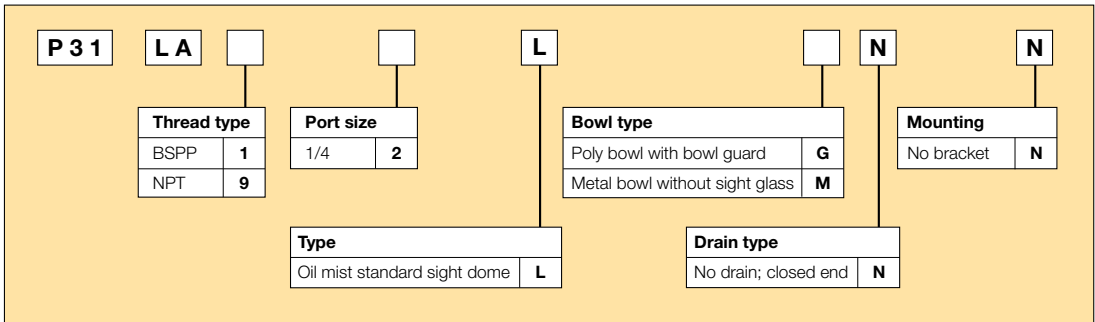 P 3 1 L A L N N
Thread type
BSPP 1
NPT 9
Port size
1/4 2
Bowl type
Poly bowl with bowl guard G
Metal bowl without sight glass M
Mounting
No bracket N
Type
Oil mist standard sight dome L
Drain type
No drain; closed end N